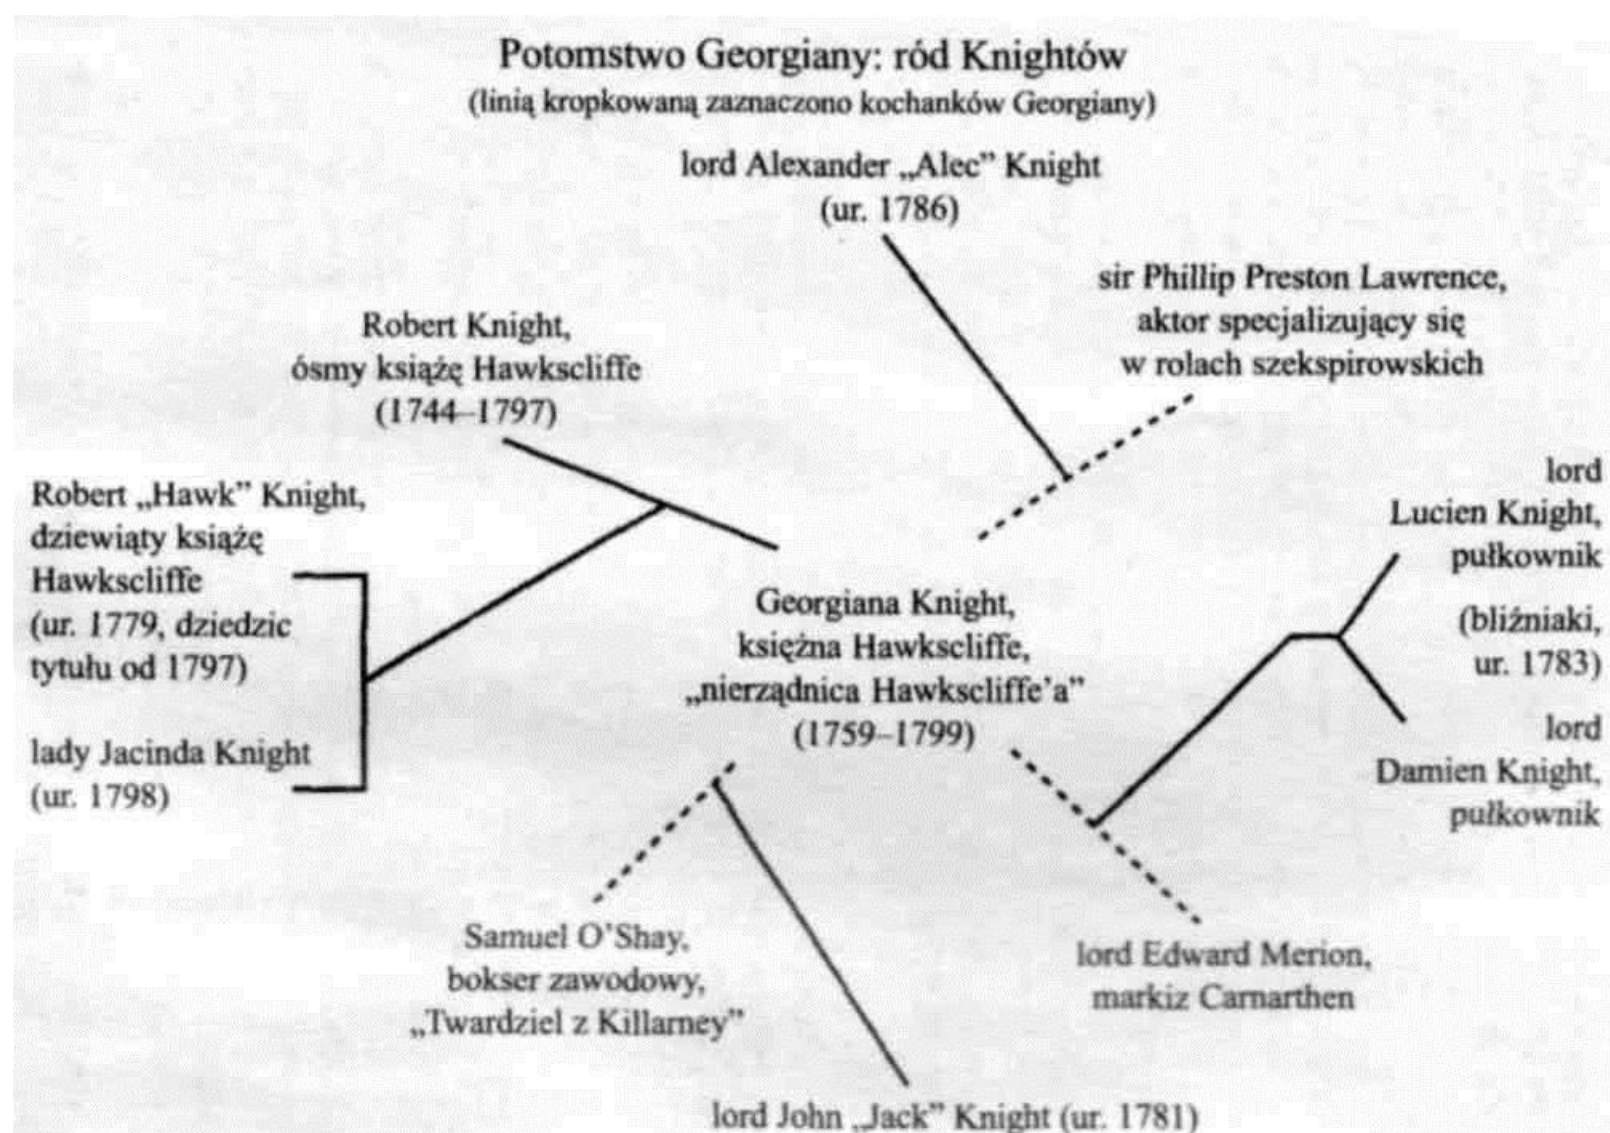 Potomstwo Georgiany: ród Knightów
(linią kropkowaną zaznaczono kochanków Georgiany)
lord Alexander „Alec” Knight
(ur. 1786)
sir Phillip Preston Lawrence,
aktor specjalizujący się
w rolach szekspirowskich
Robert Knight,
ósmy książę Hawkscliffe
(1744–1797)
Robert „Hawk” Knight,
dziewiąty książę
Hawkscliffe
(ur. 1779, dziedzic
tytułu od 1797)
lady Jacinda Knight
(ur. 1798)
Georgiana Knight,
księżna Hawkscliffe,
„nierządnica Hawkscliffe’a”
(1759–1799)
lord
Lucien Knight,
pułkownik
(bliźniaki,
ur. 1783)
lord
Damien Knight,
pułkownik
Samuel O’Shay,
bokser zawodowy,
„Twardziel z Killarney”
lord Edward Merion,
markiz Carnarthen
lord John „Jack” Knight (ur. 1781)